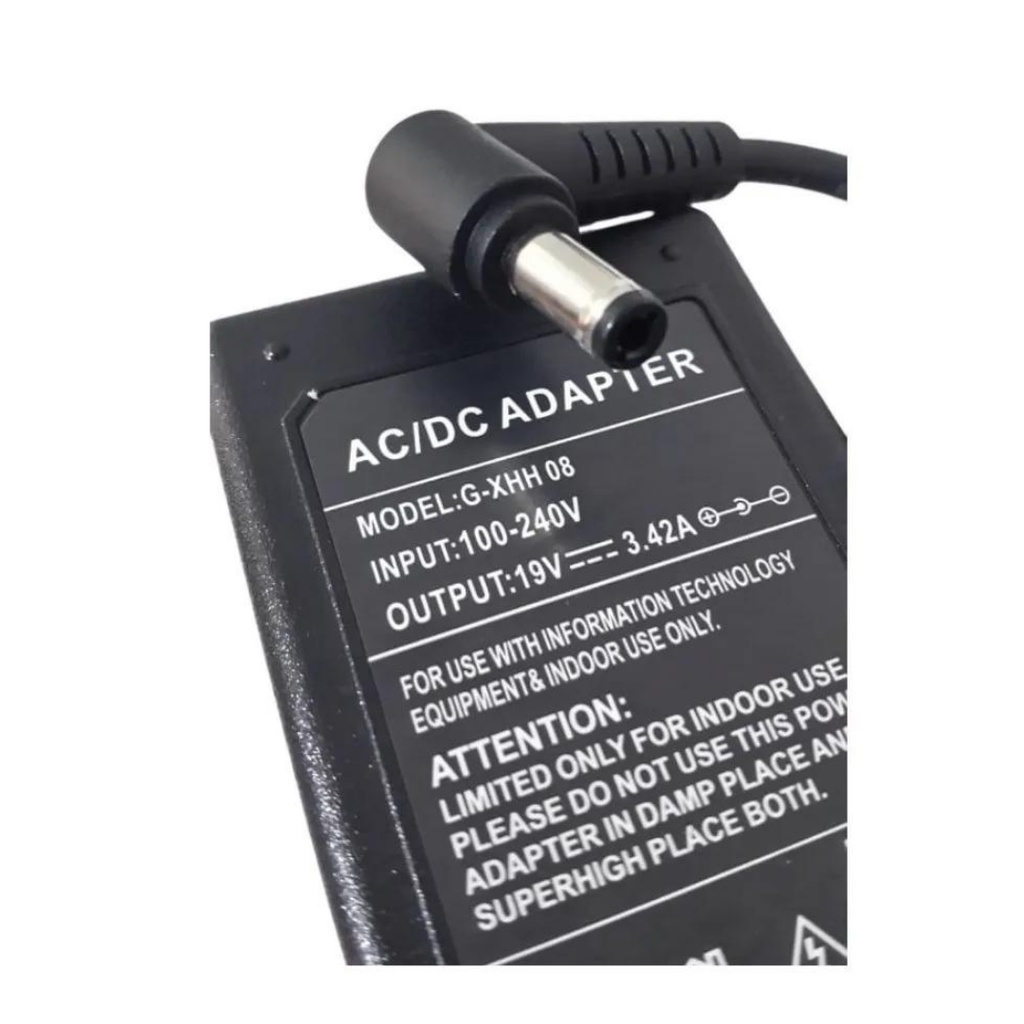 AC/DC ADAPTER
MODEL:G-XHH 08
INPUT:100-240V
OUTPUT:19V 3.42A
FOR USE WITH INFORMATION TECHNOLOGY
EQUIPMENT& INDOOR USE ONLY.
ATTENTION:
LIMITED ONLY FOR INDOOR USE
PLEASE DO NOT USE THIS
ADAPTER IN DAMP PLACE
SUPERHIGH PLACE BOTH.